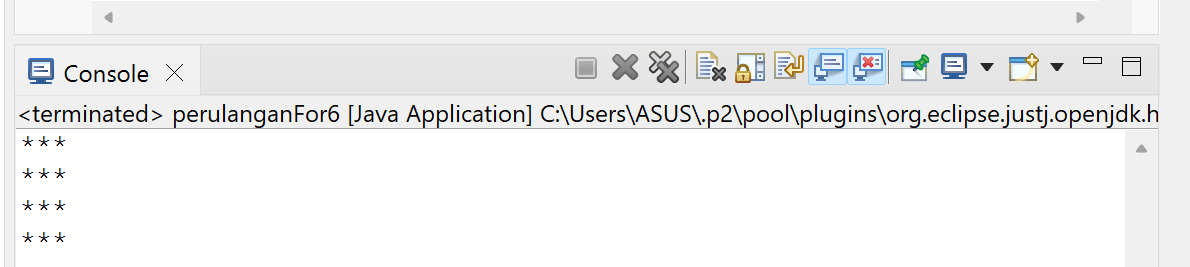 Console
<terminated> perulanganFor6 [Java Application] C:\Users\ASUS\.p2\pool\plugins\org.eclipse.justj.openjdk.h
***
***
***
***